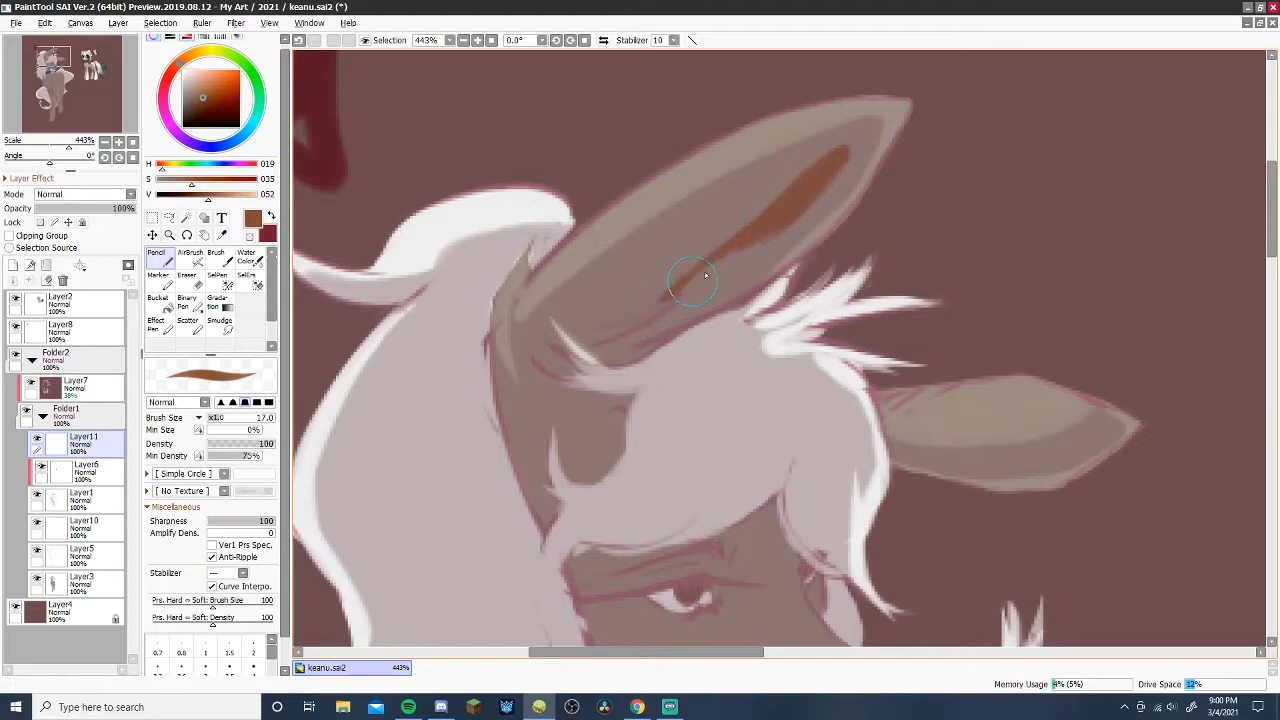 PaintTool SAI Ver.2 (64bit) Preview.2019.08.12 - My Art / 2021 / keanu.sai2 (*)
File Edit Canvas Layer Selection Ruler Filter View Window Help
Selection 443% 0.0° Stabilizer 10
Scale 443%
Angle 0°
Layer Effect
Mode Normal
Opacity 100%
Lock
Clipping Group
Selection Source
Layer2
Normal
100%
Layer8
Normal
100%
Folder2
Normal
100%
Layer7
Normal
38%
Folder1
Normal
100%
Layer11
Normal
100%
Layer6
Normal
100%
Layer1
Normal
100%
Layer10
Normal
100%
Layer5
Normal
100%
Layer3
Normal
100%
Layer4
Normal
100%
H 019
S 035
V 052
T
Pencil AirBrush Brush Water Color
Marker Eraser SelPen SelErs
Bucket Binary Pen Gradation
Effect Pen Scatter Smudge
Normal
Brush Size x1.0 17.0
Min Size 0%
Density 100
Min Density 75%
[ Simple Circle ]
[ No Texture ]
Miscellaneous
Sharpness 100
Amplify Dens. 0
Ver1 Prs Spec.
Anti-Ripple
Stabilizer ---
Curve Interpo.
Prs. Hard ↔ Soft: Brush Size 100
Prs. Hard ↔ Soft: Density 100
0.7 0.8 1 1.5 2
keanu.sai2 443%
Memory Usage (5%) Drive Space
Type here to search
9:00 PM
3/4/2021